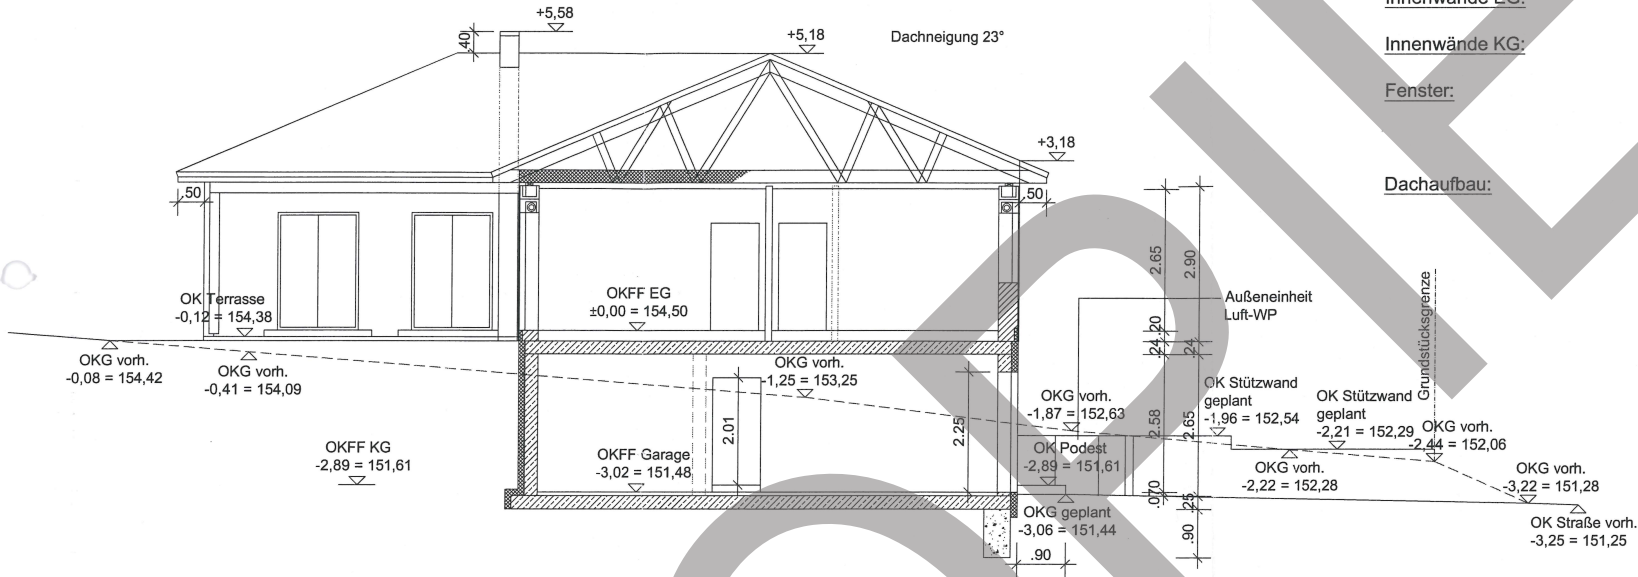 Innenwände EG:
+5,58
.40
+5,18
Dachneigung 23°
Innenwände KG:
Fenster:
+3,18
Dachaufbau:
.50
.50
2.65
2.90
OK Terrasse
-0,12 = 154,38
OKFF EG
±0,00 = 154,50
Außeneinheit
Luft-WP
Grundstücksgrenze
.20
.24
.24
OKG vorh.
-0,08 = 154,42
OKG vorh.
-0,41 = 154,09
OKG vorh.
-1,25 = 153,25
OKG vorh.
-1,87 = 152,63
OK Stützwand
geplant
-1,96 = 152,54
OK Stützwand
geplant
-2,21 = 152,29
OKG vorh.
-2,44 = 152,06
2.01
2.25
2.58
2.65
OKFF KG
-2,89 = 151,61
OKFF Garage
-3,02 = 151,48
OK Podest
-2,89 = 151,61
OKG vorh.
-2,22 = 152,28
OKG vorh.
-3,22 = 151,28
.070
.25
OKG geplant
-3,06 = 151,44
OK Straße vorh.
-3,25 = 151,25
.90
.90